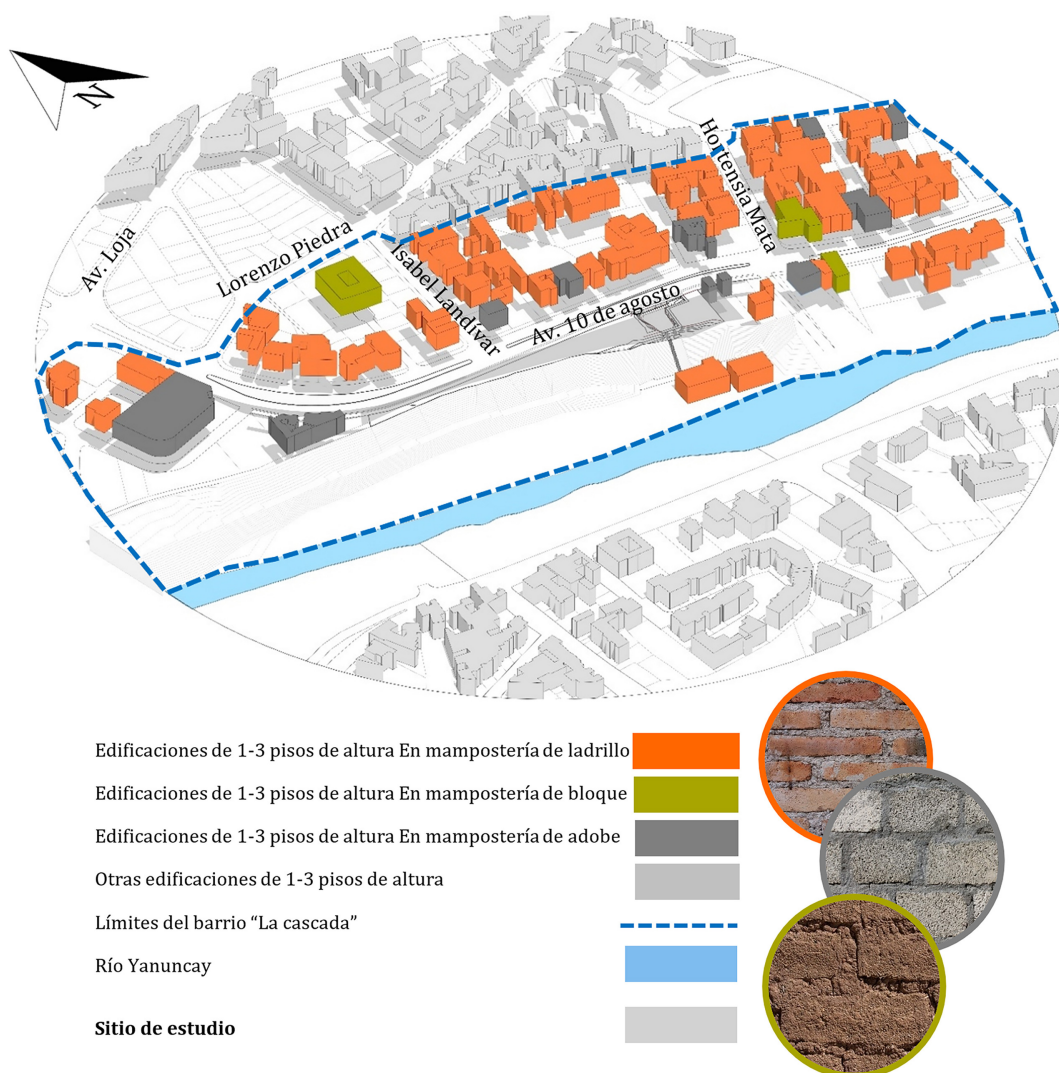 N
Hortensia Mata
Av. Loja
Lorenzo Piedra
Isabel Landívar
Av. 10 de agosto
Edificaciones de 1-3 pisos de altura En mampostería de ladrillo
Edificaciones de 1-3 pisos de altura En mampostería de bloque
Edificaciones de 1-3 pisos de altura En mampostería de adobe
Otras edificaciones de 1-3 pisos de altura
Límites del barrio “La cascada”
Río Yanuncay
Sitio de estudio